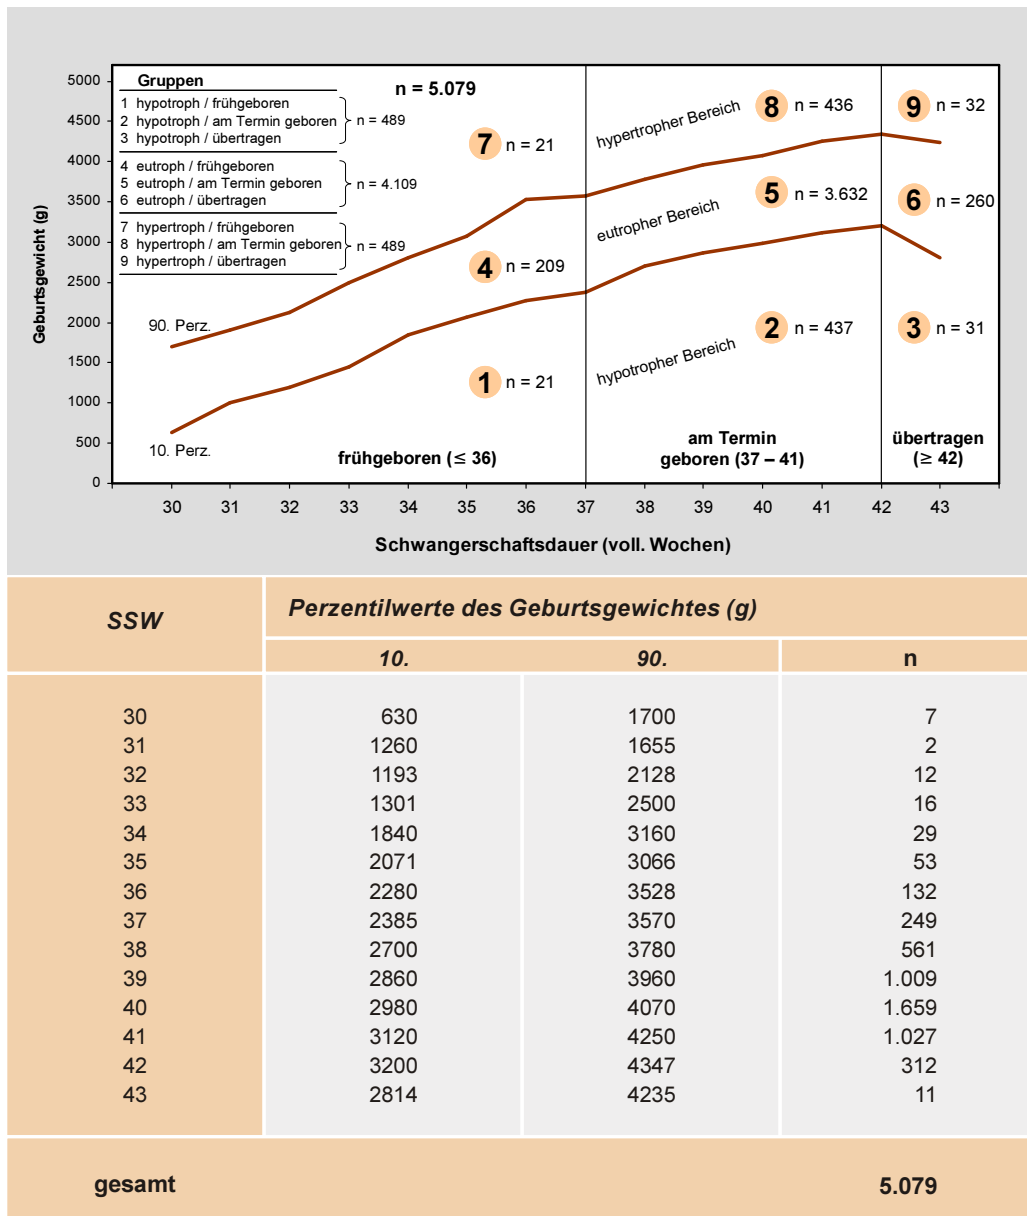 Geburtsgewicht (g)
5000
4500
4000
3500
3000
2500
2000
1500
1000
500
0
Gruppen
1 hypotroph / frühgeboren
2 hypotroph / am Termin geboren
3 hypotroph / übertragen
n = 489
4 eutroph / frühgeboren
5 eutroph / am Termin geboren
6 eutroph / übertragen
n = 4.109
7 hypertroph / frühgeboren
8 hypertroph / am Termin geboren
9 hypertroph / übertragen
n = 489
n = 5.079
7 n = 21
hypertropher Bereich
8 n = 436
9 n = 32
4 n = 209
eutropher Bereich
5 n = 3.632
6 n = 260
1 n = 21
hypotropher Bereich
2 n = 437
3 n = 31
90. Perz.
10. Perz.
frühgeboren (≤ 36)
am Termin
geboren (37 – 41)
übertragen
(≥ 42)
30 31 32 33 34 35 36 37 38 39 40 41 42 43
Schwangerschaftsdauer (voll. Wochen)
SSW Perzentilwerte des Geburtsgewichtes (g)
10. 90. n
30 630 1700 7
31 1260 1655 2
32 1193 2128 12
33 1301 2500 16
34 1840 3160 29
35 2071 3066 53
36 2280 3528 132
37 2385 3570 249
38 2700 3780 561
39 2860 3960 1.009
40 2980 4070 1.659
41 3120 4250 1.027
42 3200 4347 312
43 2814 4235 11
gesamt 5.079